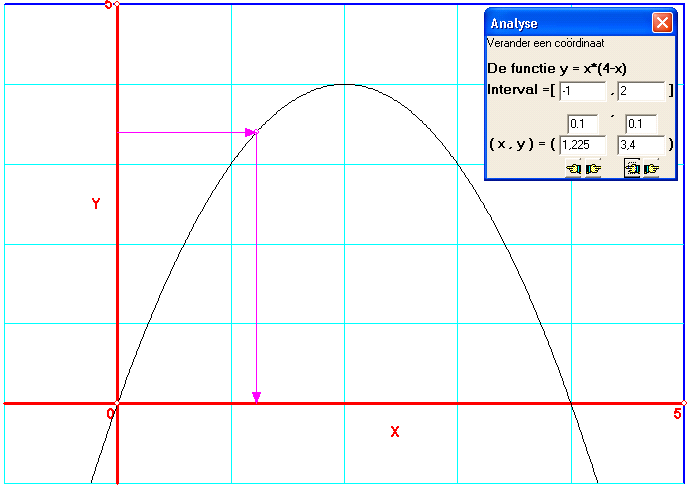 5
Analyse
Verander een coördinaat
De functie y = x*(4-x)
Interval =[ -1 , 2 ]
0.1 , 0.1
( x , y ) = ( 1,225 3,4 )
Y
0
X
5